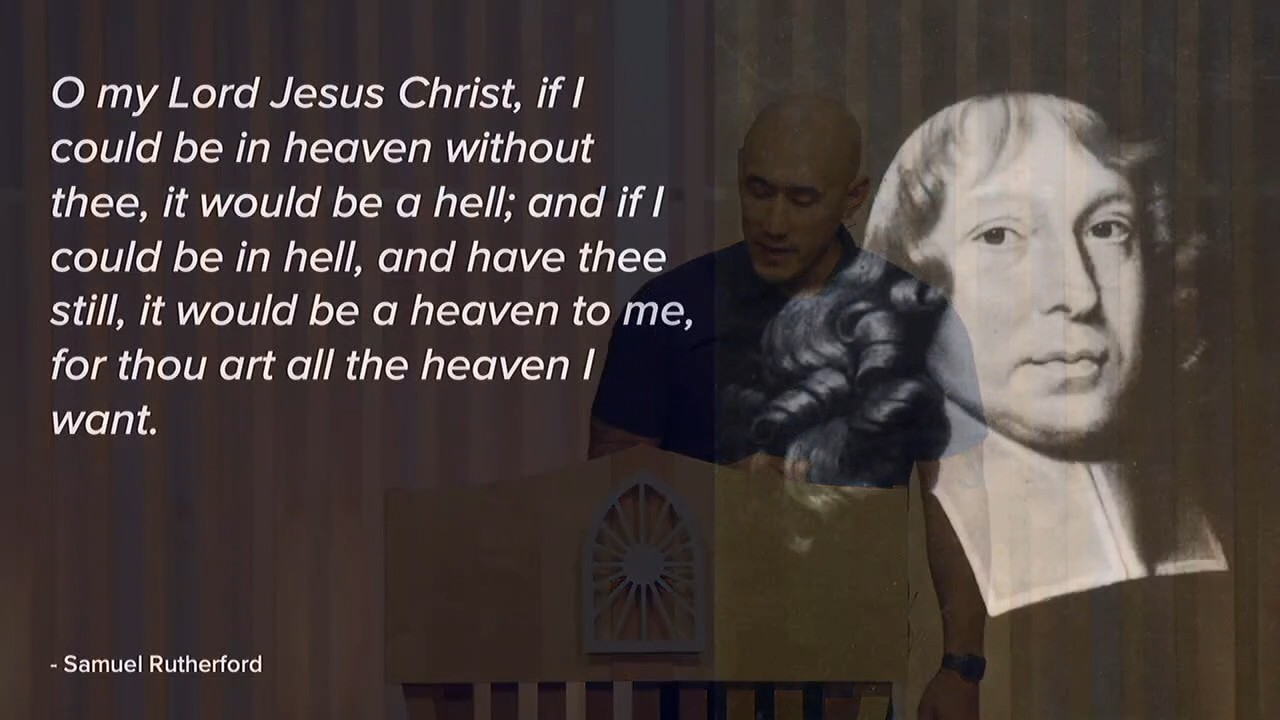 O my Lord Jesus Christ, if I
could be in heaven without
thee, it would be a hell; and if I
could be in hell, and have thee
still, it would be a heaven to me,
for thou art all the heaven I
want.
- Samuel Rutherford